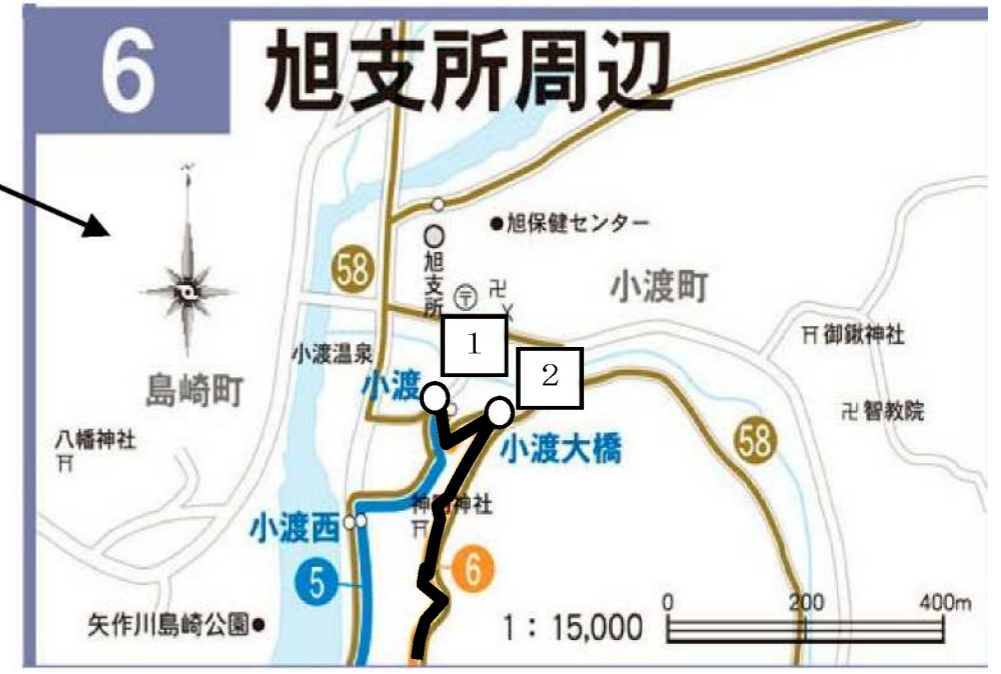 6 旭支所周辺
旭保健センター
旭支所
58
小渡町
1
2
小渡温泉
島崎町
小渡
御鍬神社
智教院
八幡神社
小渡大橋
58
小渡西
神社
5
6
矢作川島崎公園
1：15,000
0 200 400m